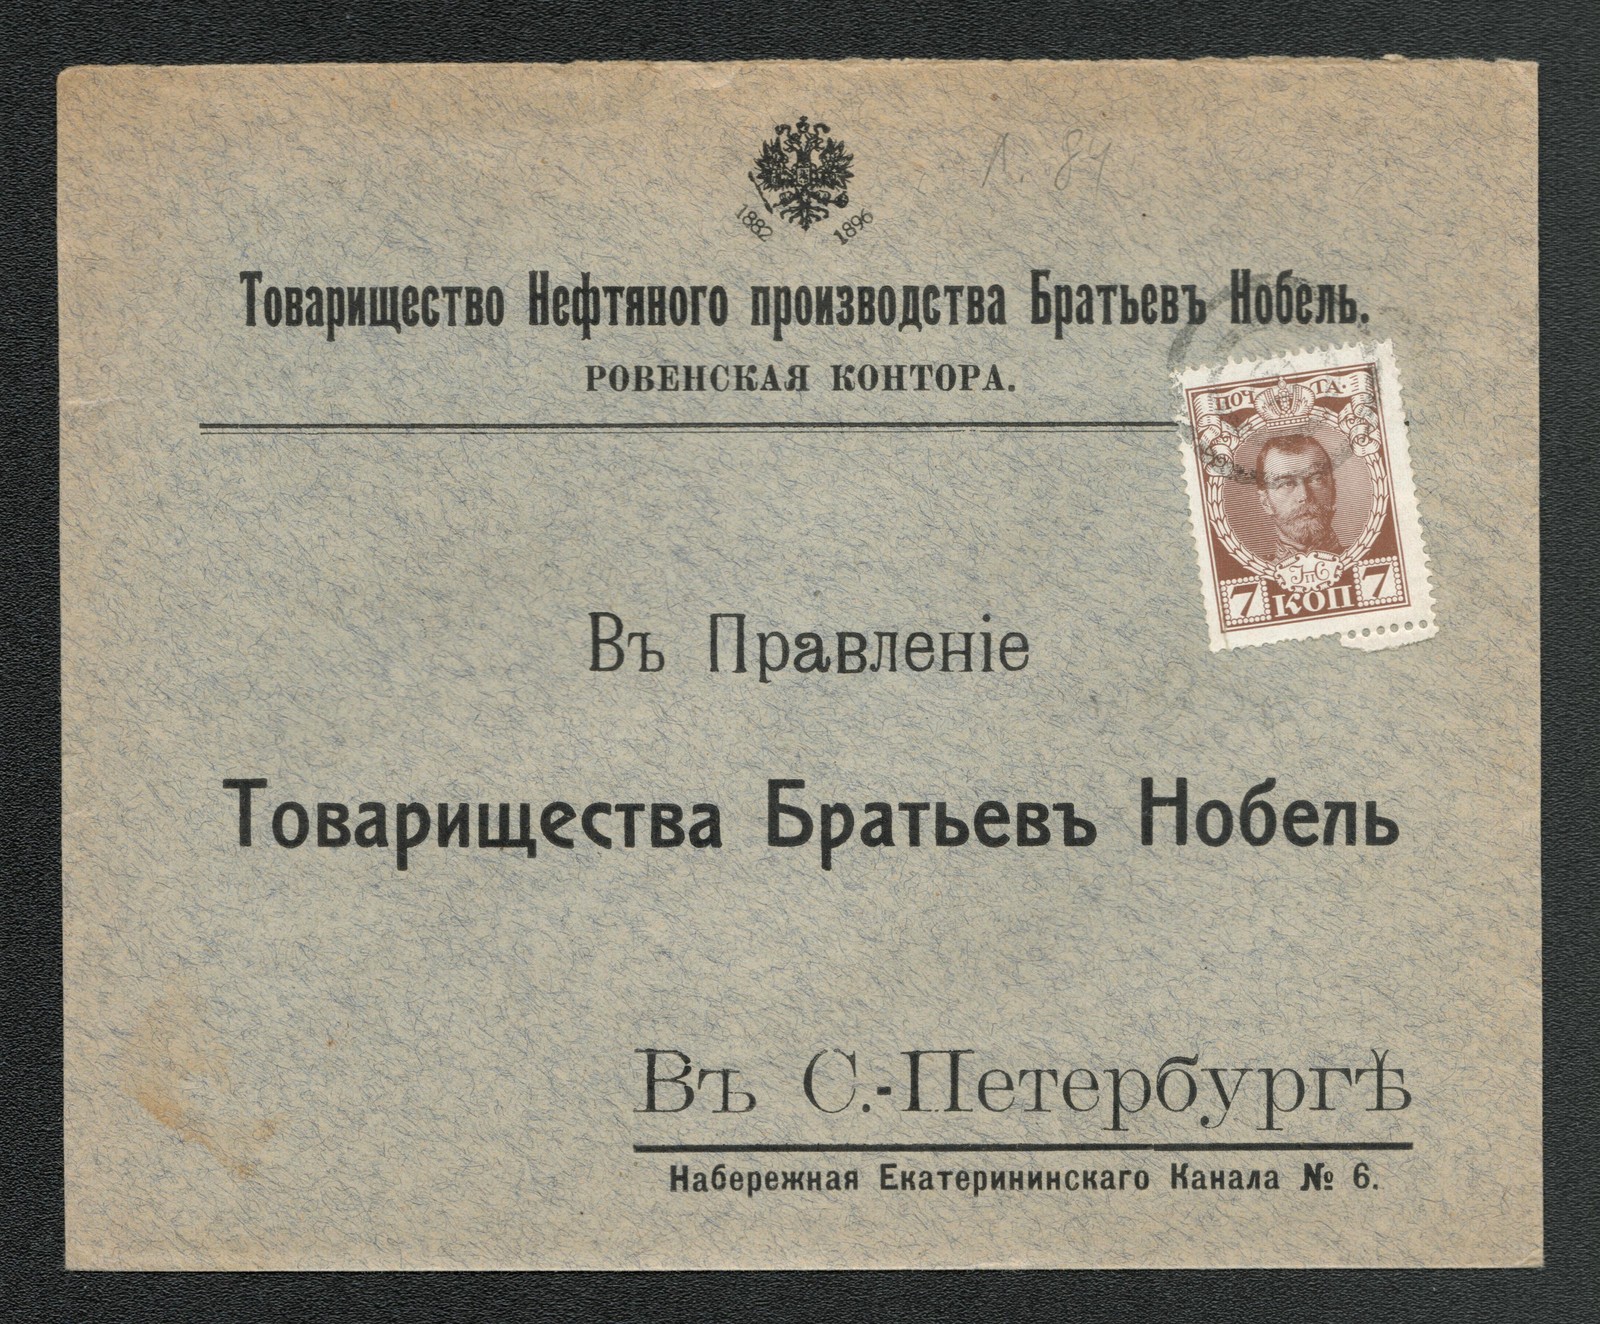 Л. 84
1882 1896
Товарищество Нефтяного производства Братьевъ Нобель.
РОВЕНСКАЯ КОНТОРА.
ПОЧТА.
7 КОП 7
Въ Правленіе
Товарищества Братьевъ Нобель
Въ С.-Петербургѣ
Набережная Екатерининскаго Канала № 6.